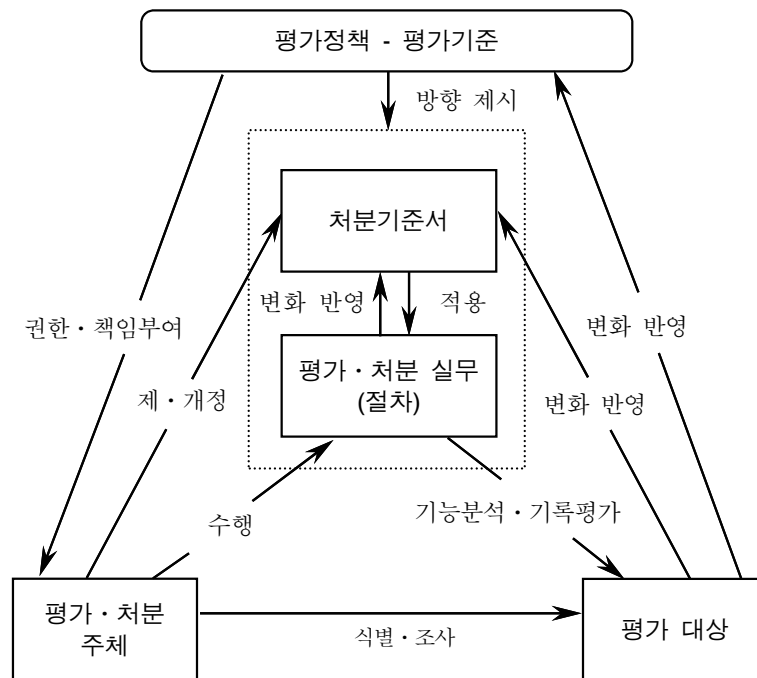 평가정책 - 평가기준
방향 제시
처분기준서
변화 반영
적용
권한・책임부여
변화 반영
평가・처분 실무
(절차)
제・개정
변화 반영
수행
기능분석・기록평가
평가・처분
주체
식별・조사
평가 대상